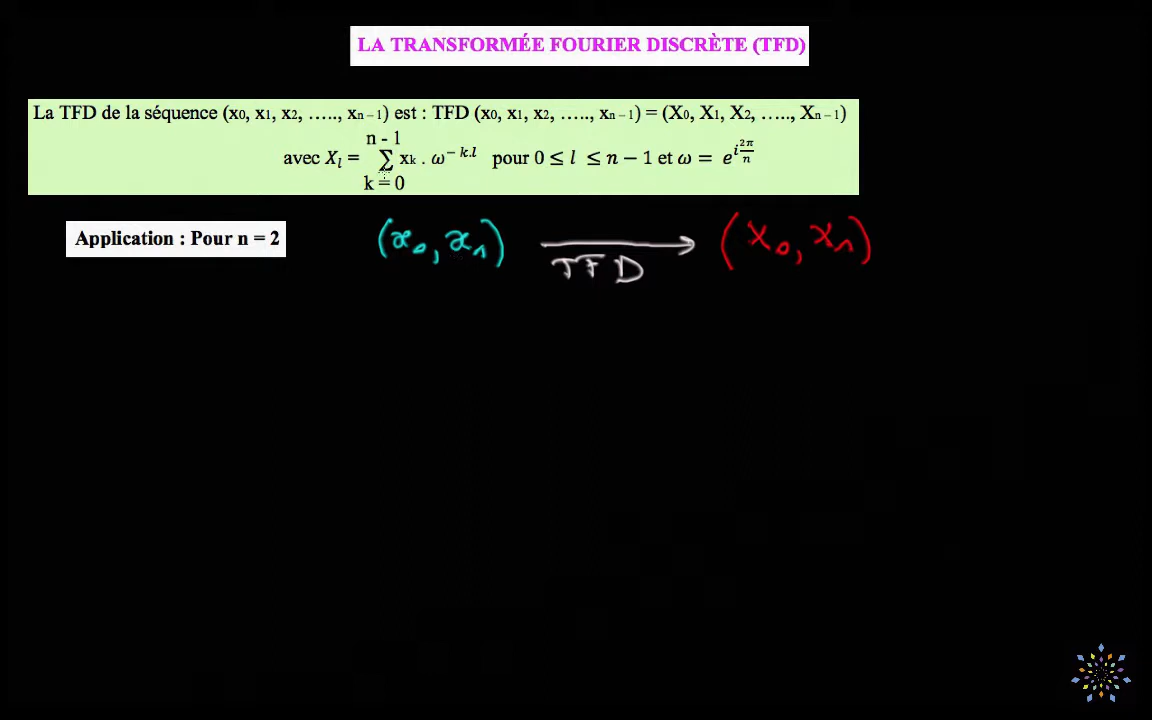 LA TRANSFORMÉE FOURIER DISCRÈTE (TFD)
La TFD de la séquence (x0, x1, x2, ....., xn – 1) est : TFD (x0, x1, x2, ....., xn – 1) = (X0, X1, X2, ....., Xn – 1)
n - 1
avec Xl = ∑ xk . ω^– k.l pour 0 ≤ l ≤ n − 1 et ω = e^i2π/n
k = 0
Application : Pour n = 2 (x0, x1) TFD (X0, X1)